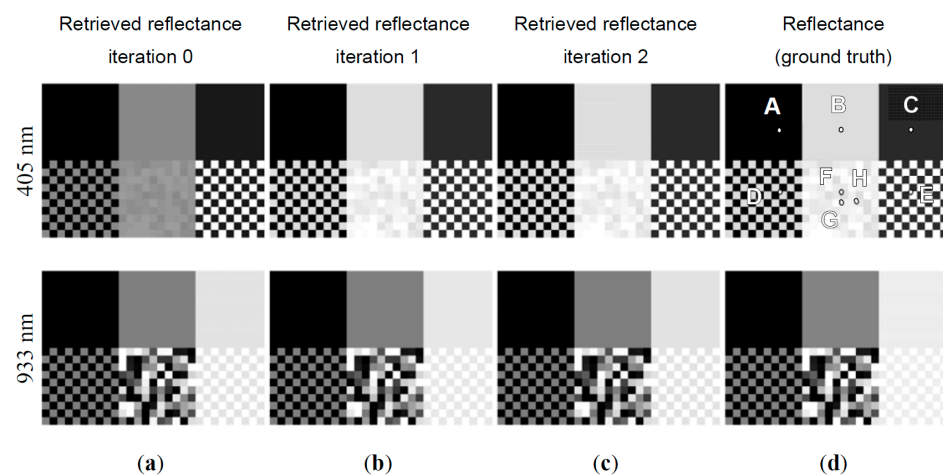 Retrieved reflectance
iteration 0
Retrieved reflectance
iteration 1
Retrieved reflectance
iteration 2
Reflectance
(ground truth)
405 nm
A
B
C
D
F
H
E
G
933 nm
(a)
(b)
(c)
(d)